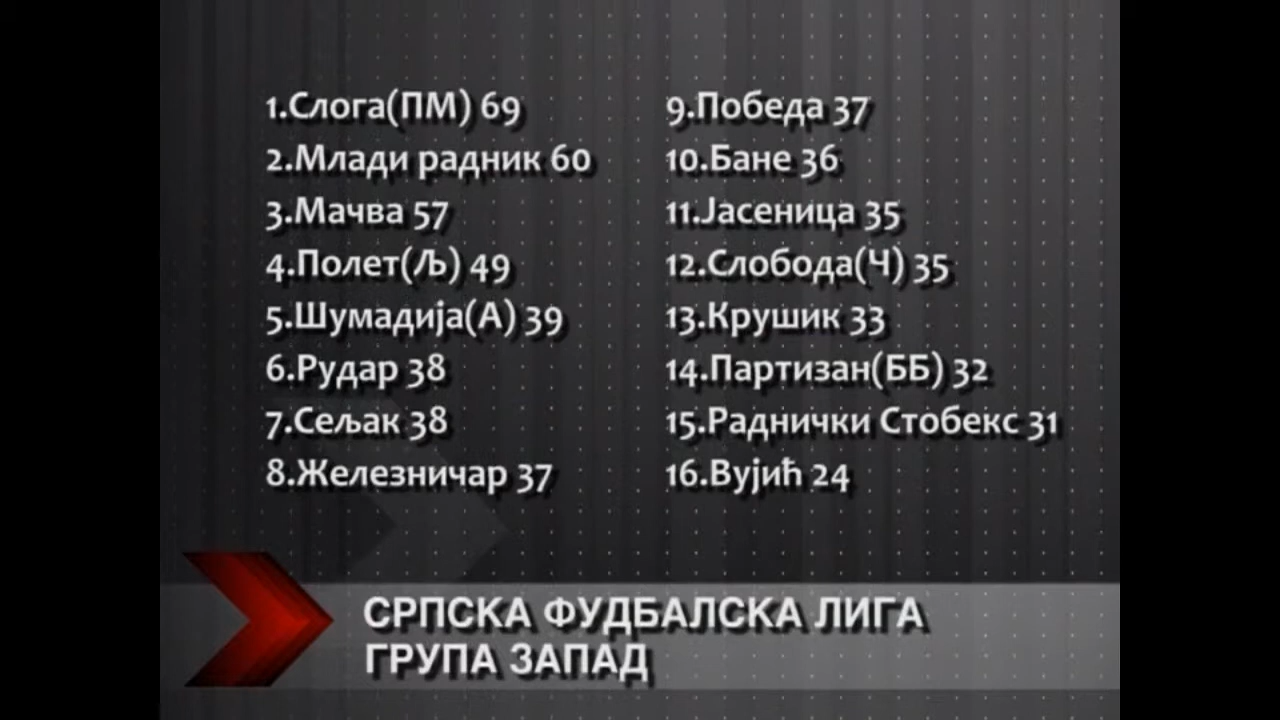 1.Слога(ПМ) 69
2.Млади радник 60
3.Мачва 57
4.Полет(Љ) 49
5.Шумадија(А) 39
6.Рудар 38
7.Сељак 38
8.Железничар 37
9.Победа 37
10.Бане 36
11.Јасеница 35
12.Слобода(Ч) 35
13.Крушик 33
14.Партизан(ББ) 32
15.Раднички Стобекс 31
16.Вујић 24
СРПСКА ФУДБАЛСКА ЛИГА
ГРУПА ЗАПАД